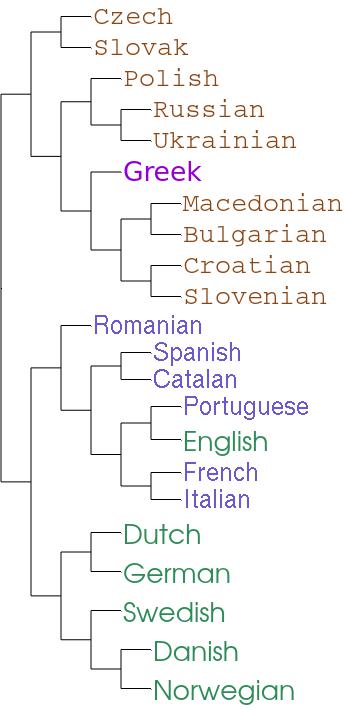 Czech
Slovak
Polish
Russian
Ukrainian
Greek
Macedonian
Bulgarian
Croatian
Slovenian
Romanian
Spanish
Catalan
Portuguese
English
French
Italian
Dutch
German
Swedish
Danish
Norwegian